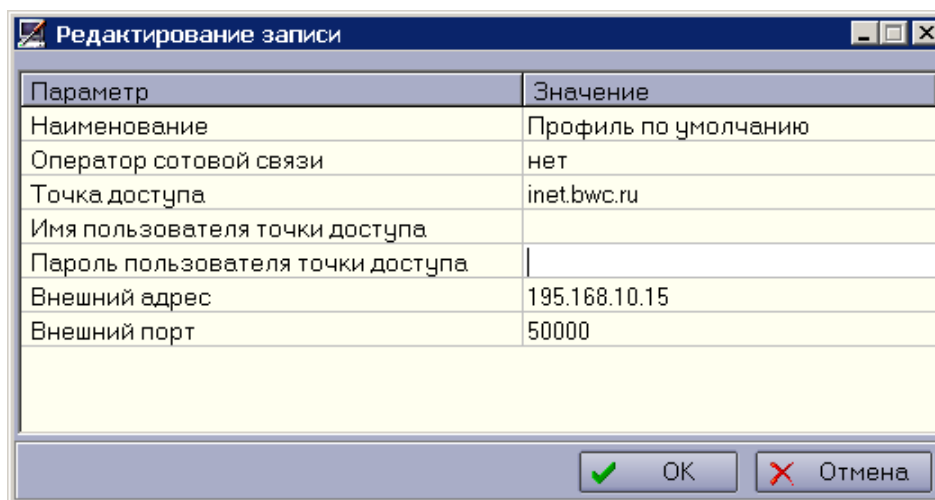 Редактирование записи
Параметр Значение
Наименование Профиль по умолчанию
Оператор сотовой связи нет
Точка доступа inet.bwc.ru
Имя пользователя точки доступа
Пароль пользователя точки доступа
Внешний адрес 195.168.10.15
Внешний порт 50000
OK Отмена